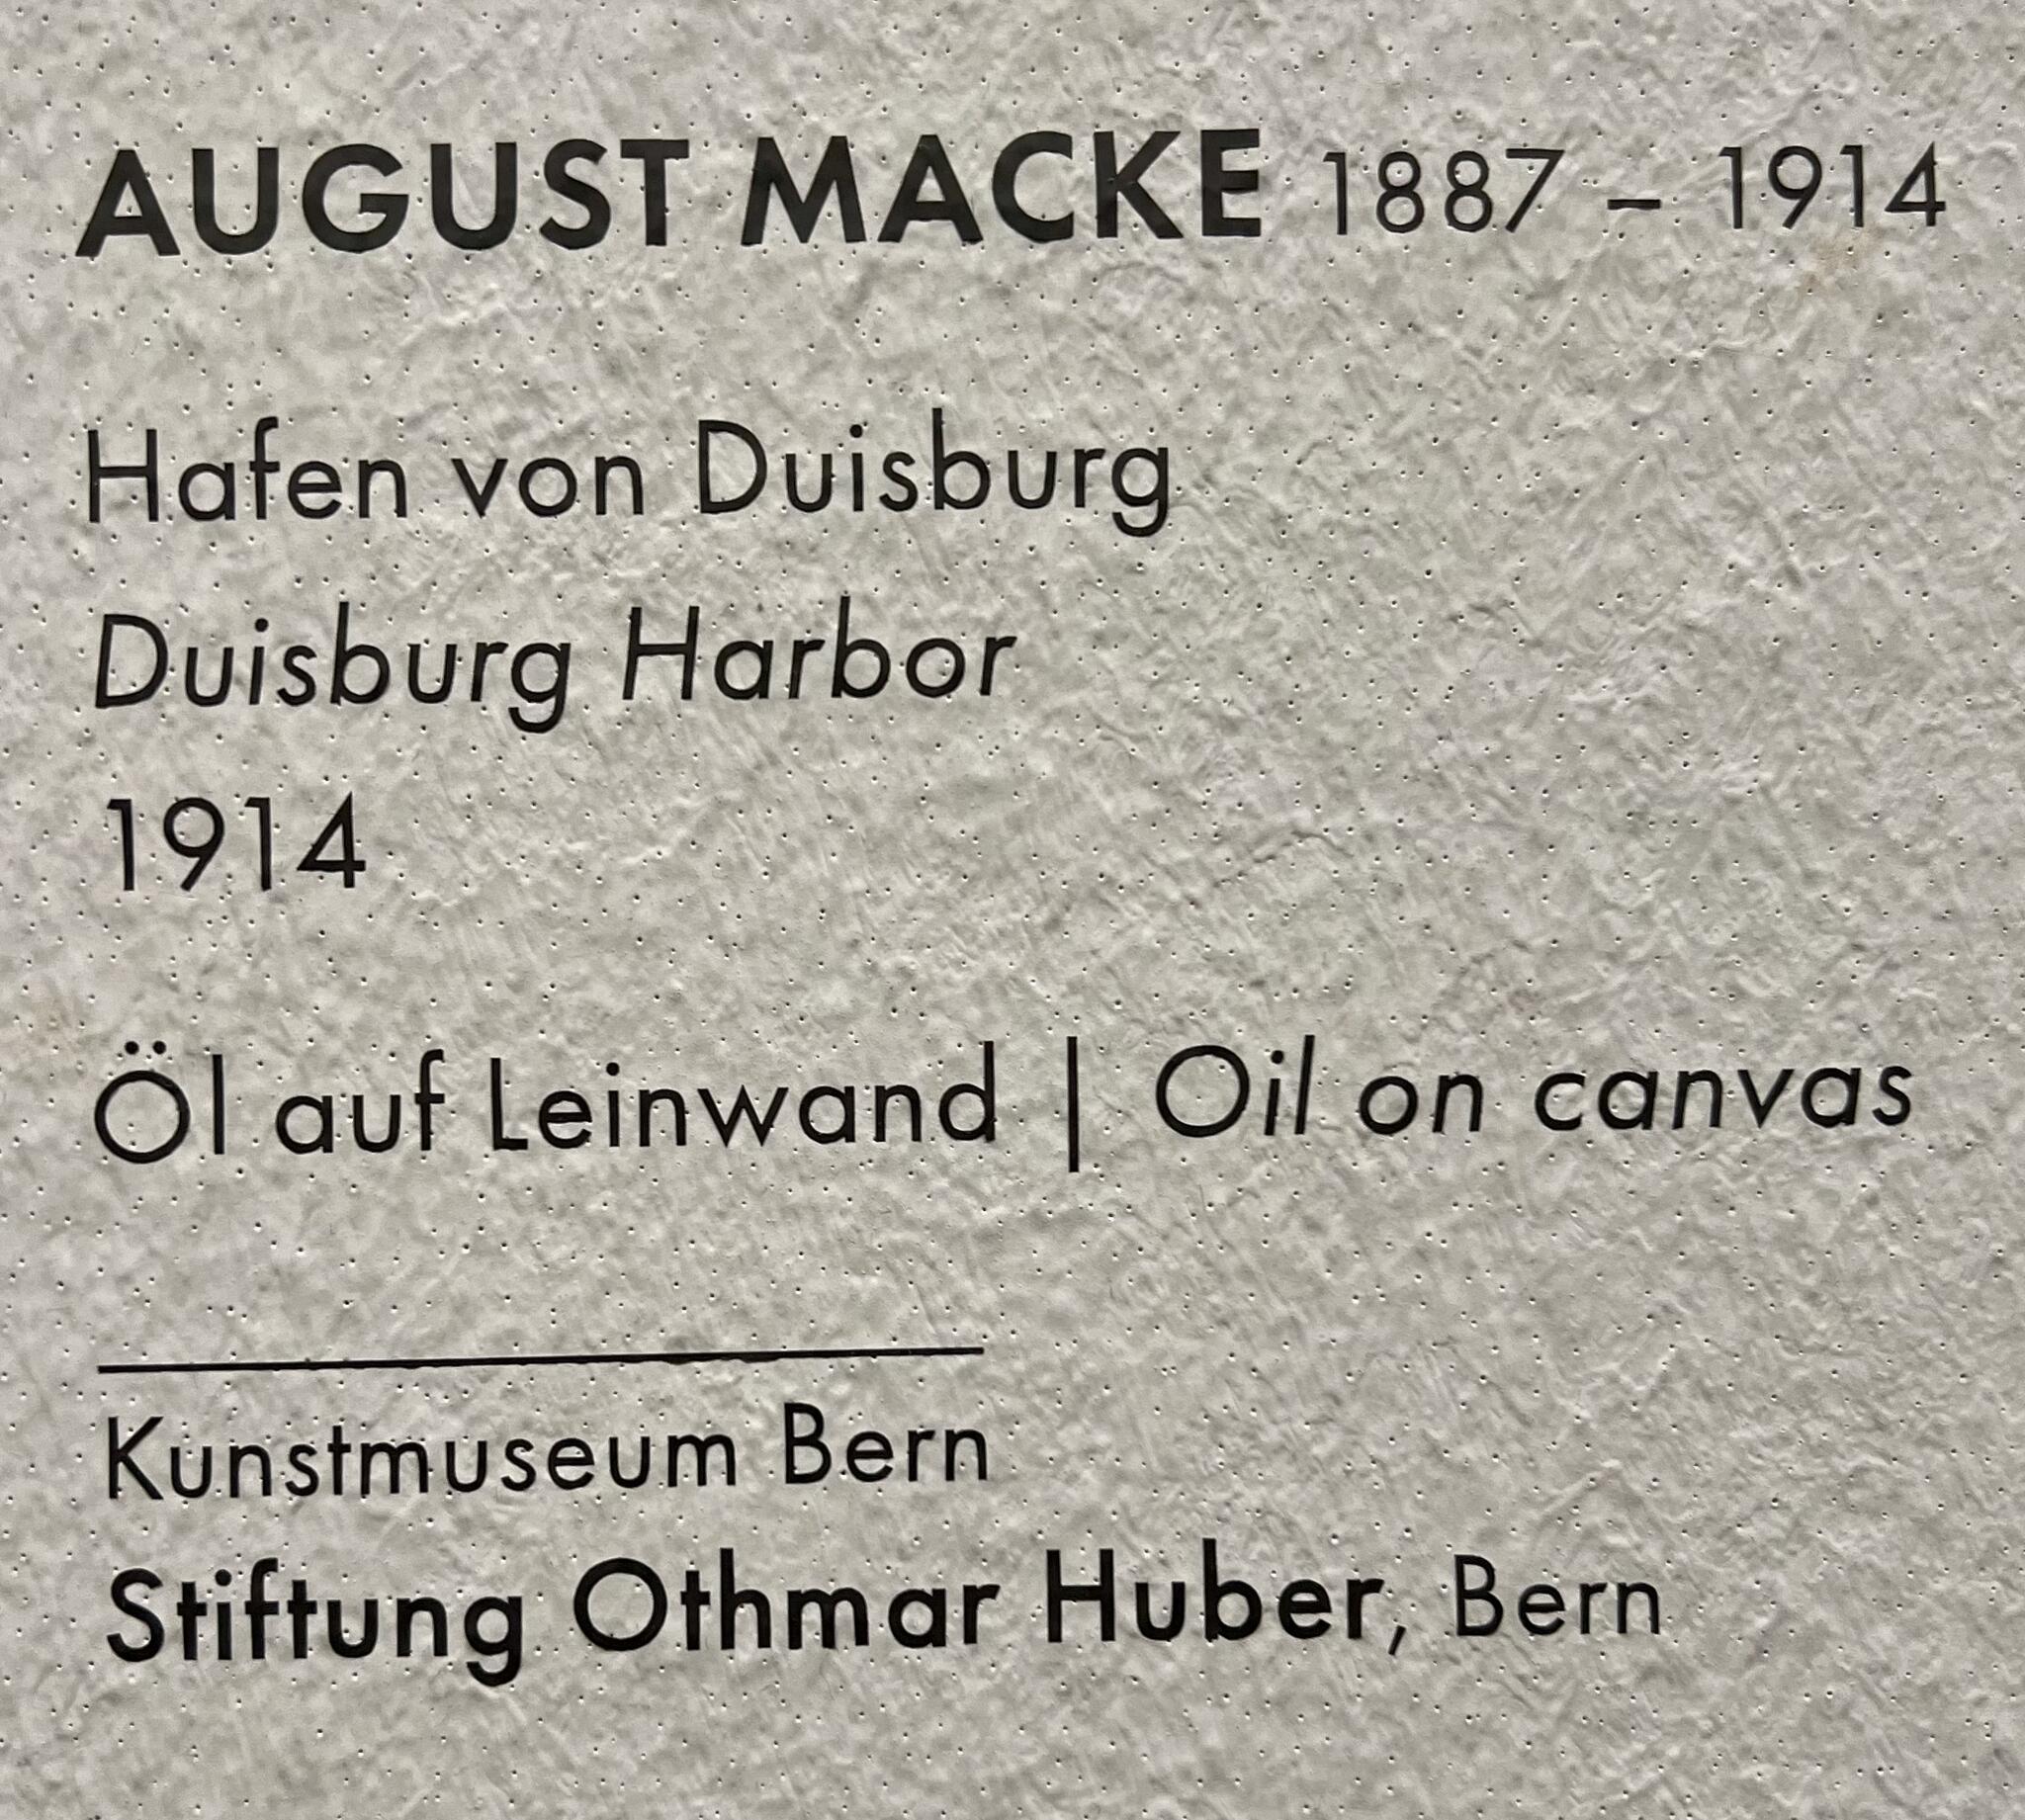 AUGUST MACKE 1887 – 1914
Hafen von Duisburg
Duisburg Harbor
1914
Öl auf Leinwand | Oil on canvas
Kunstmuseum Bern
Stiftung Othmar Huber, Bern